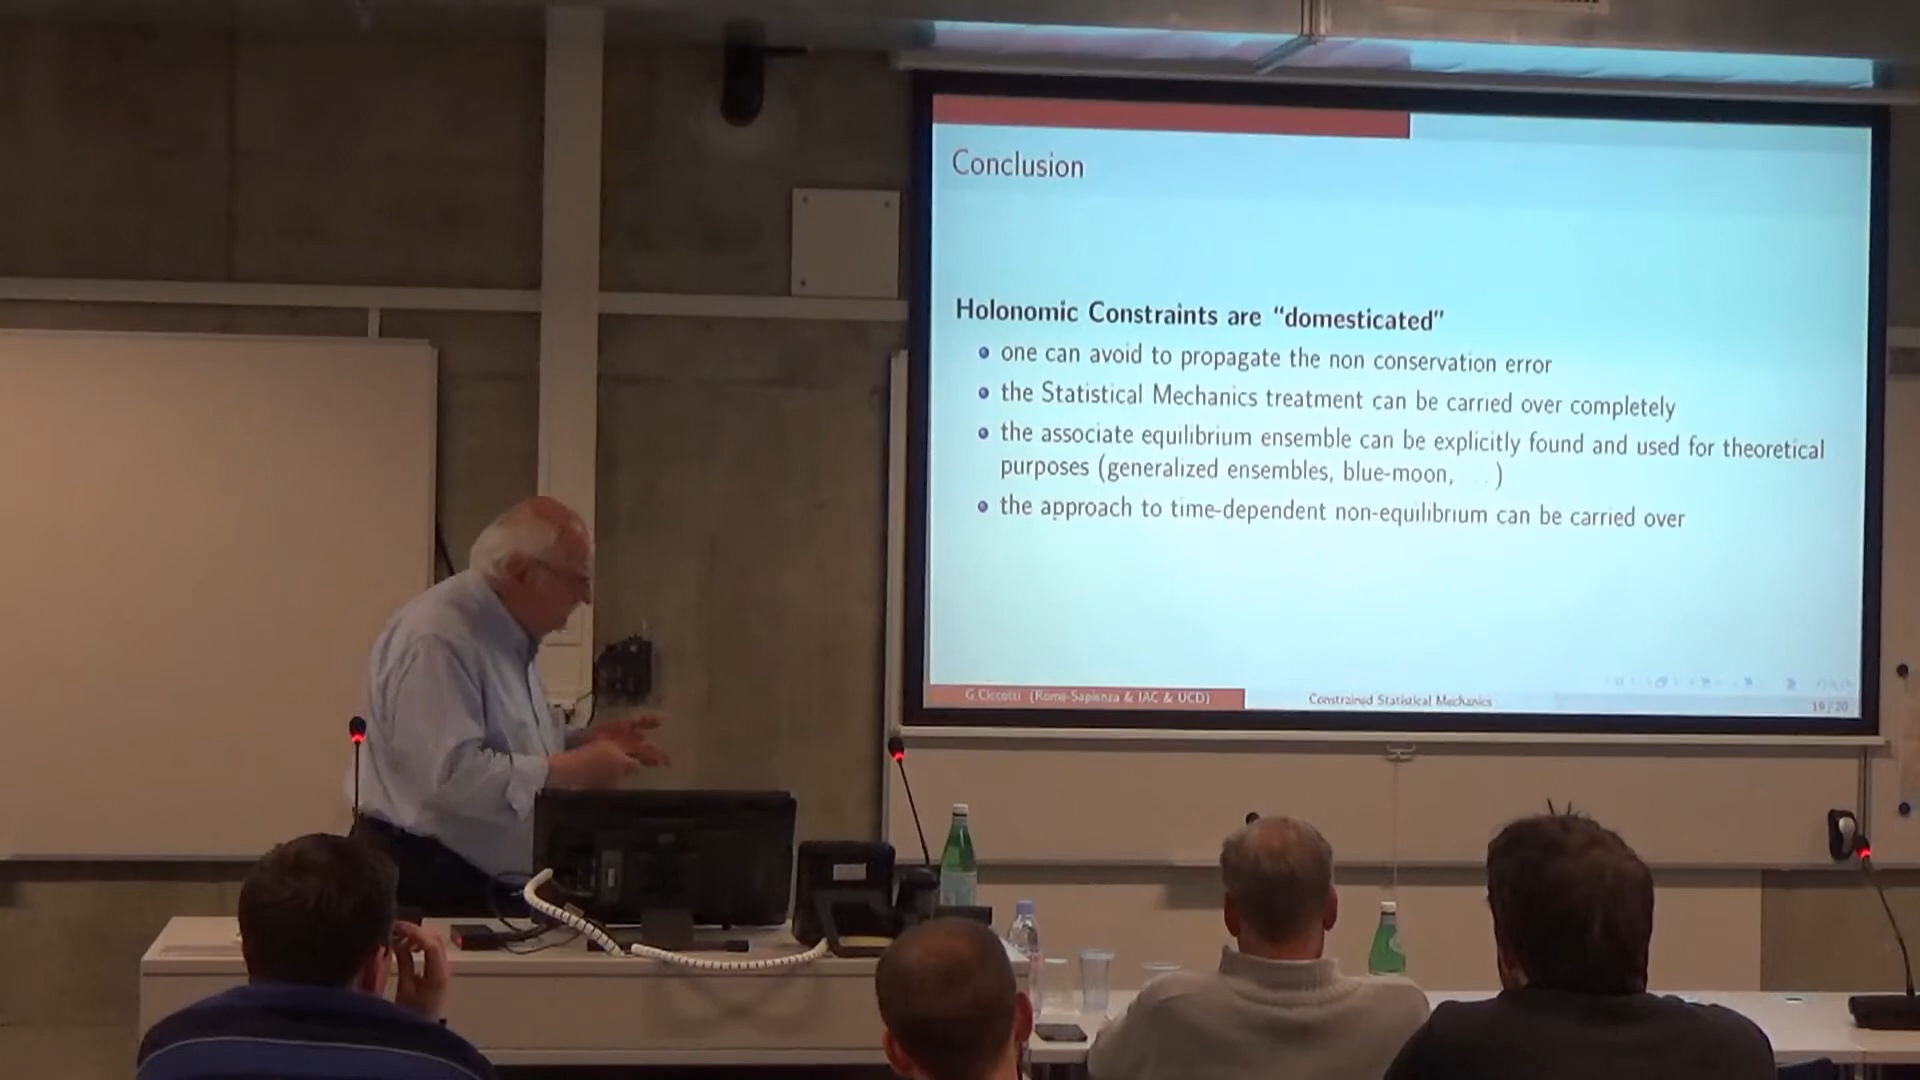 Conclusion
Holonomic Constraints are “domesticated”
one can avoid to propagate the non conservation error
the Statistical Mechanics treatment can be carried over completely
the associate equilibrium ensemble can be explicitly found and used for theoretical
purposes (generalized ensembles, blue-moon, . . )
the approach to time-dependent non-equilibrium can be carried over
G Ciccotti (Rome-Sapienza & IAC & UCD)
Constrained Statistical Mechanics
19 / 20